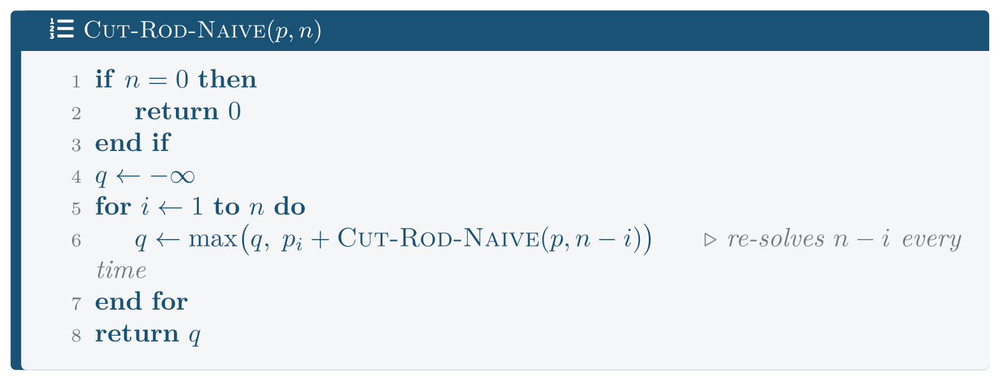 Cut-Rod-Naive(p, n)
1 if n = 0 then
2 return 0
3 end if
4 q ← −∞
5 for i ← 1 to n do
6 q ← max(q, pᵢ + Cut-Rod-Naive(p, n − i)) ▷ re-solves n − i every
time
7 end for
8 return q